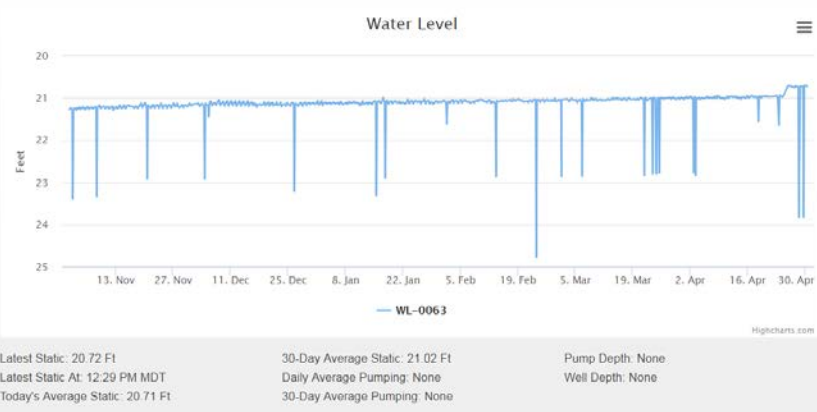 Water Level
20
21
22
23
24
25
Feet
13. Nov 27. Nov 11. Dec 25. Dec 8. Jan 22. Jan 5. Feb 19. Feb 5. Mar 19. Mar 2. Apr 16. Apr 30. Apr
WL-0063
Highcharts.com
Latest Static: 20.72 Ft 30-Day Average Static: 21.02 Ft Pump Depth: None
Latest Static At: 12:29 PM MDT Daily Average Pumping: None Well Depth: None
Today's Average Static: 20.71 Ft 30-Day Average Pumping: None